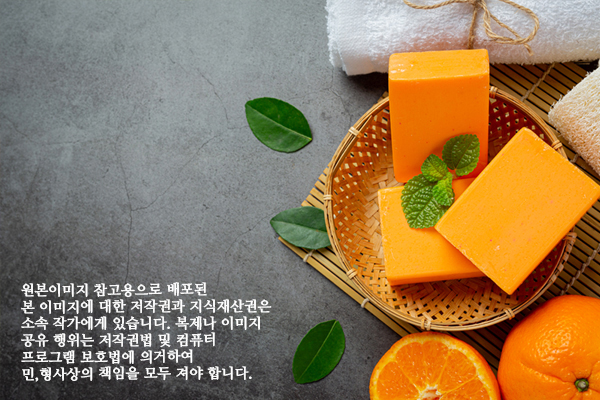 원본이미지 참고용으로 배포된
본 이미지에 대한 저작권과 지식재산권은
소속 작가에게 있습니다. 복제나 이미지
공유 행위는 저작권법 및 컴퓨터
프로그램 보호법에 의거하여
민,형사상의 책임을 모두 져야 합니다.